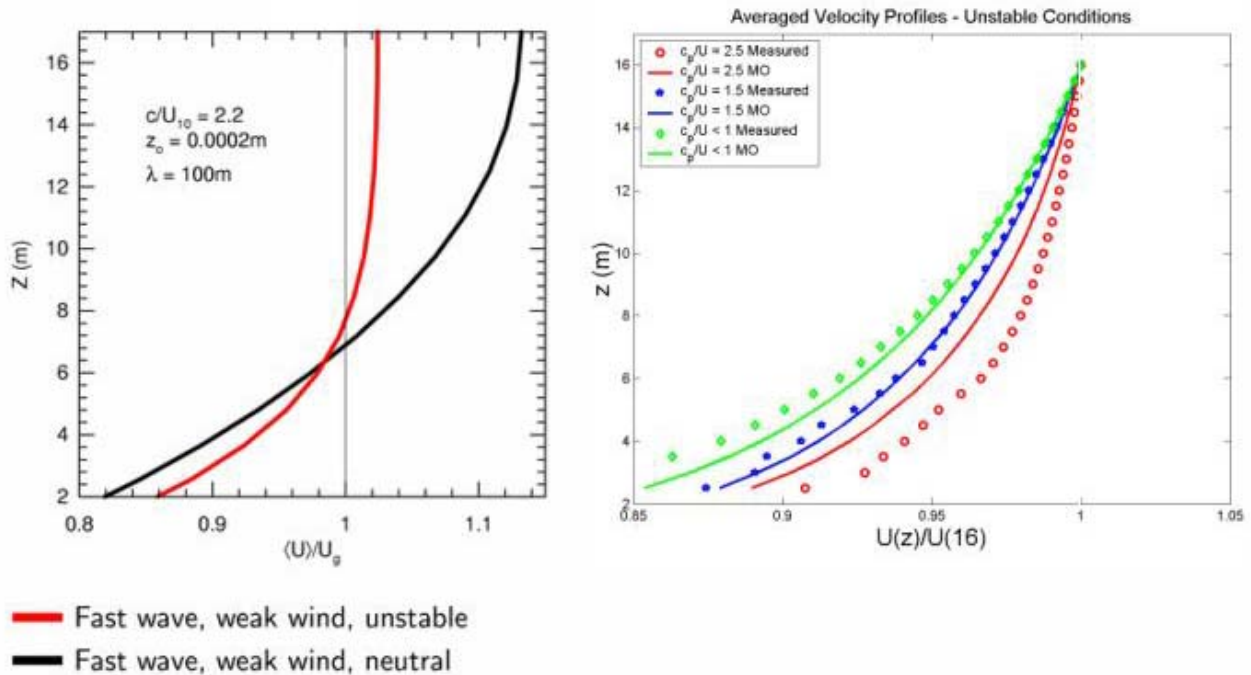 16
14
12
10
8
6
4
2
Z (m)
c/U10 = 2.2
zo = 0.0002m
λ = 100m
0.8
0.9
1
1.1
⟨U⟩/Ug
Fast wave, weak wind, unstable
Fast wave, weak wind, neutral
Averaged Velocity Profiles - Unstable Conditions
cp/U = 2.5 Measured
cp/U = 2.5 MO
cp/U = 1.5 Measured
cp/U = 1.5 MO
cp/U < 1 Measured
cp/U < 1 MO
16
14
12
10
8
6
4
2
z (m)
0.85
0.9
0.95
1
1.05
U(z)/U(16)